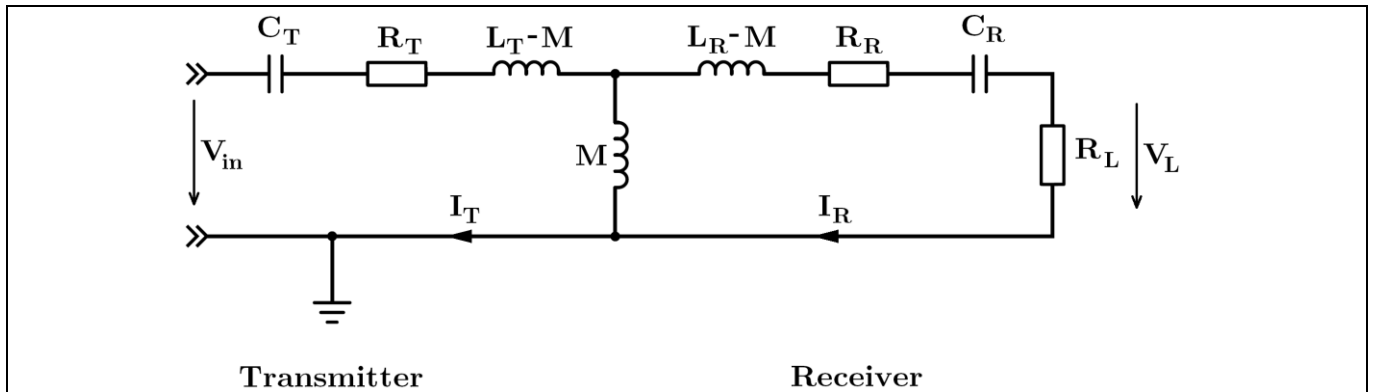 C_T R_T L_T-M L_R-M R_R C_R
V_in M R_L V_L
I_T I_R
Transmitter Receiver